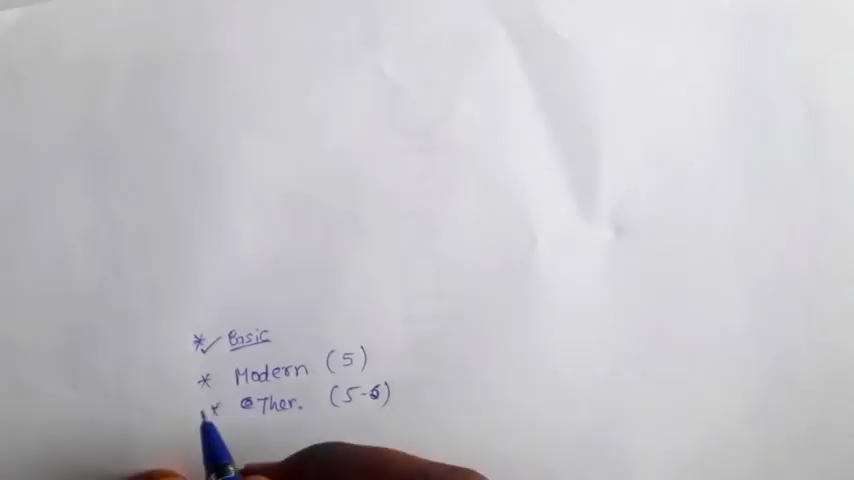 *✓ Basic
* Modern (5)
* OTher. (5-6)